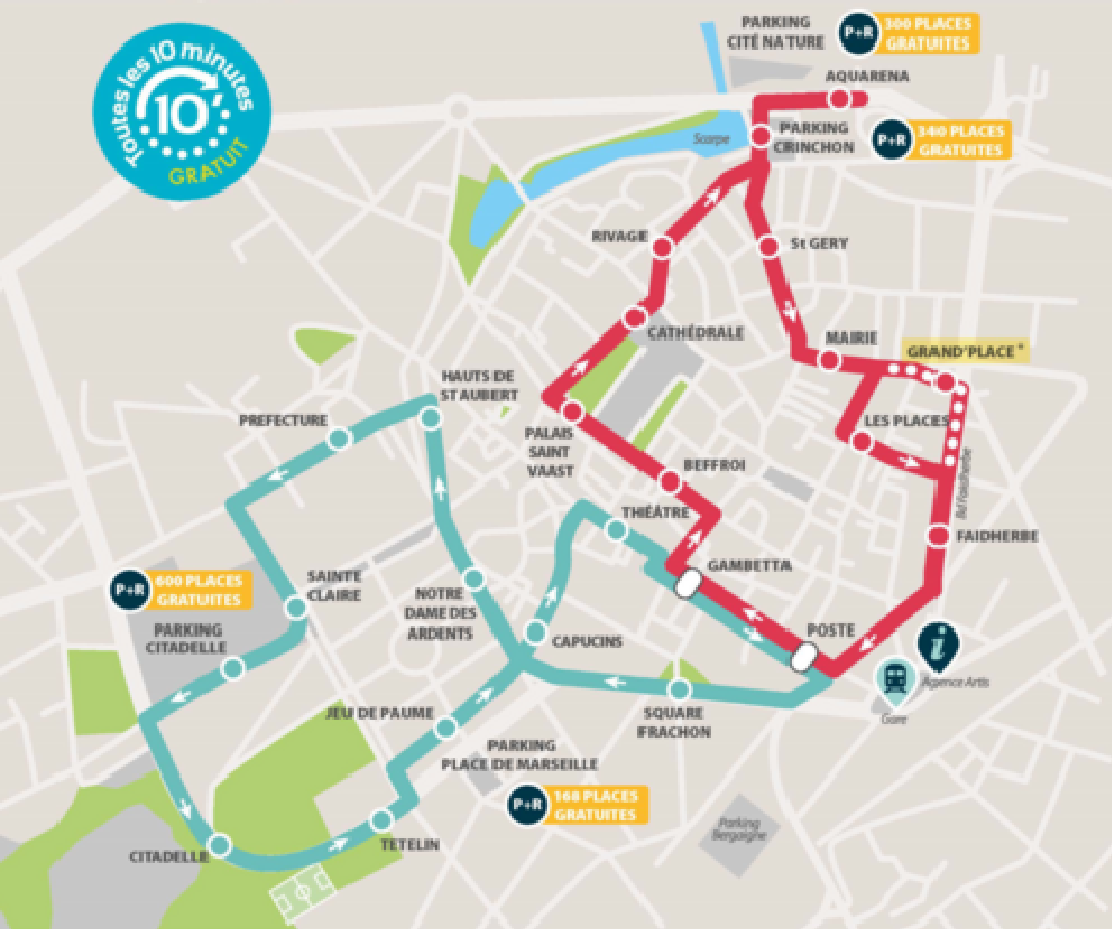 Toutes les 10 minutes
10'
GRATUIT
PARKING
CITÉ NATURE
P+R
300 PLACES
GRATUITES
AQUARENA
Scarpe
PARKING
CRINCHON
P+R
340 PLACES
GRATUITES
RIVAGE
St GERY
CATHÉDRALE
MAIRIE
GRAND'PLACE *
HAUTS DE
ST AUBERT
PREFECTURE
PALAIS
SAINT
VAAST
LES PLACES
BEFFROI
Bd Faidherbe
THÉÂTRE
FAIDHERBE
GAMBETTA
P+R
600 PLACES
GRATUITES
SAINTE
CLAIRE
NOTRE
DAME DES
ARDENTS
PARKING
CITADELLE
CAPUCINS
POSTE
i
Agence Artis
Gare
JEU DE PAUME
SQUARE
FRACHON
PARKING
PLACE DE MARSEILLE
P+R
168 PLACES
GRATUITES
Parking
Bergaigne
TETELIN
CITADELLE